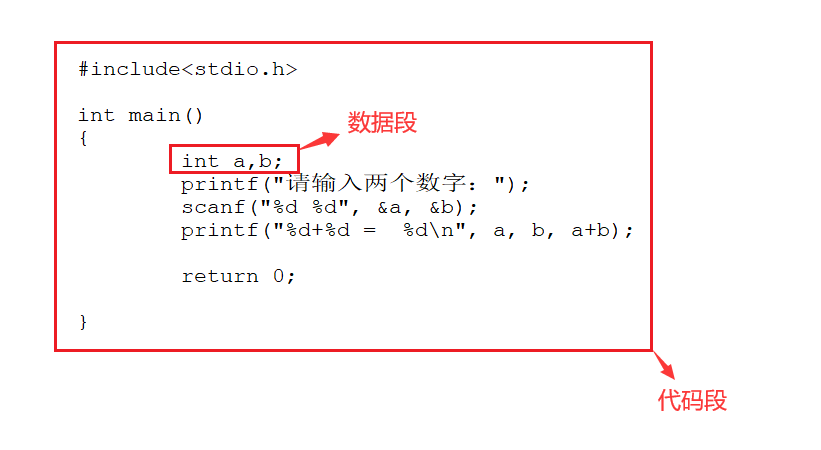 #include<stdio.h>
int main()
{
数据段
int a,b;
printf("请输入两个数字：");
scanf("%d %d", &a, &b);
printf("%d+%d =  %d\n", a, b, a+b);
return 0;
}
代码段